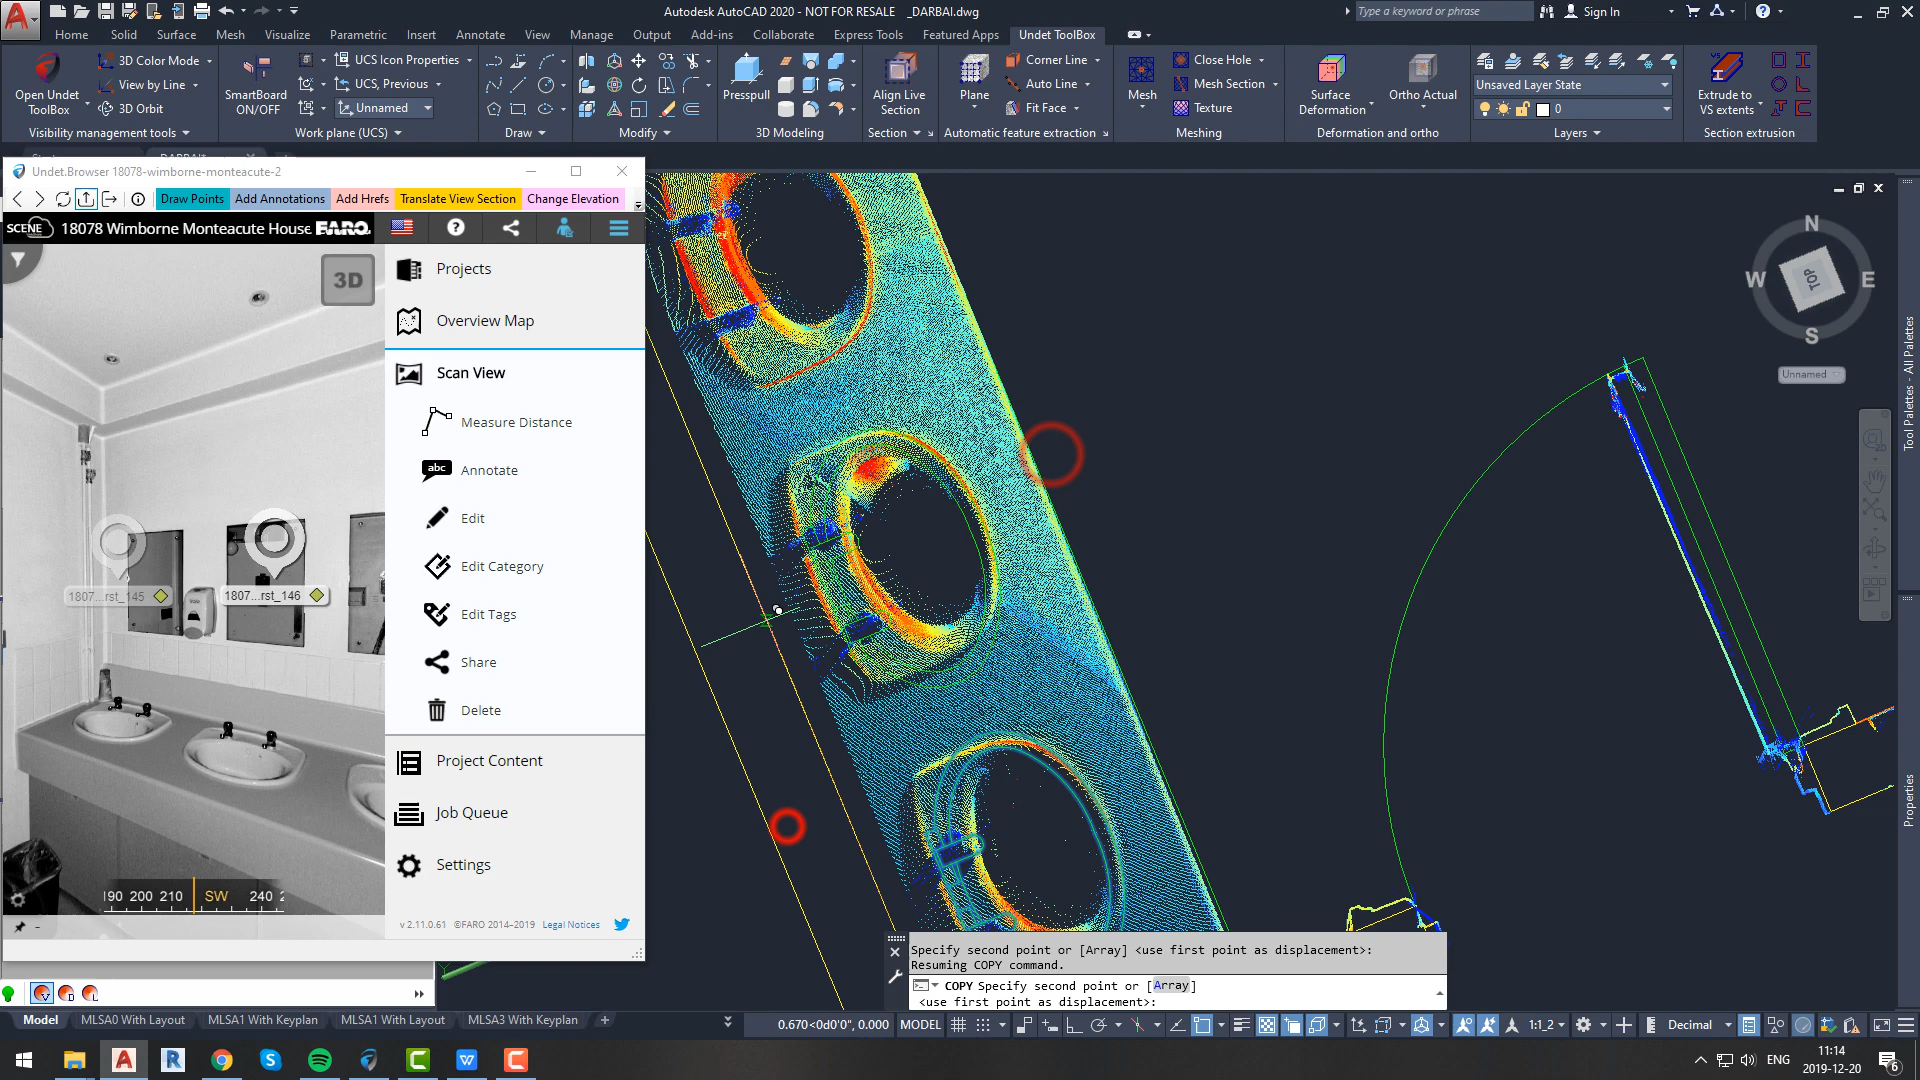 Autodesk AutoCAD 2020 - NOT FOR RESALE _DARBAI.dwg
Type a keyword or phrase
Sign In
Home Solid Surface Mesh Visualize Parametric Insert Annotate View Manage Output Add-ins Collaborate Express Tools Featured Apps Undet ToolBox
Open Undet
ToolBox
3D Color Mode
View by Line
3D Orbit
Visibility management tools
SmartBoard
ON/OFF
UCS Icon Properties
UCS, Previous
Unnamed
Work plane (UCS)
Draw
Modify
Presspull
3D Modeling
Align Live
Section
Section
Plane
Corner Line
Auto Line
Fit Face
Automatic feature extraction
Mesh
Close Hole
Mesh Section
Texture
Meshing
Surface
Deformation
Ortho Actual
Deformation and ortho
Unsaved Layer State
0
Layers
Extrude to
VS extents
Section extrusion
Undet.Browser 18078-wimborne-monteacute-2
Draw Points
Add Annotations
Add Hrefs
Translate View Section
Change Elevation
SCENE
18078 Wimborne Monteacute House
FARO
3D
Projects
Overview Map
Scan View
Measure Distance
abc
Annotate
Edit
Edit Category
Edit Tags
Share
Delete
Project Content
Job Queue
Settings
v 2.11.0.61 ©FARO 2014–2019 Legal Notices
1807...rst_145
1807...rst_146
190 200 210 SW 240
N
W TOP E
S
Unnamed
Tool Palettes - All Palettes
Properties
Specify second point or [Array] <use first point as displacement>:
Resuming COPY command.
COPY Specify second point or [Array]
<use first point as displacement>:
Model MLSA0 With Layout MLSA1 With Keyplan MLSA1 With Layout MLSA3 With Keyplan
0.670<0d0'0", 0.000 MODEL 1:1_2 Decimal
ENG
11:14
2019-12-20
6